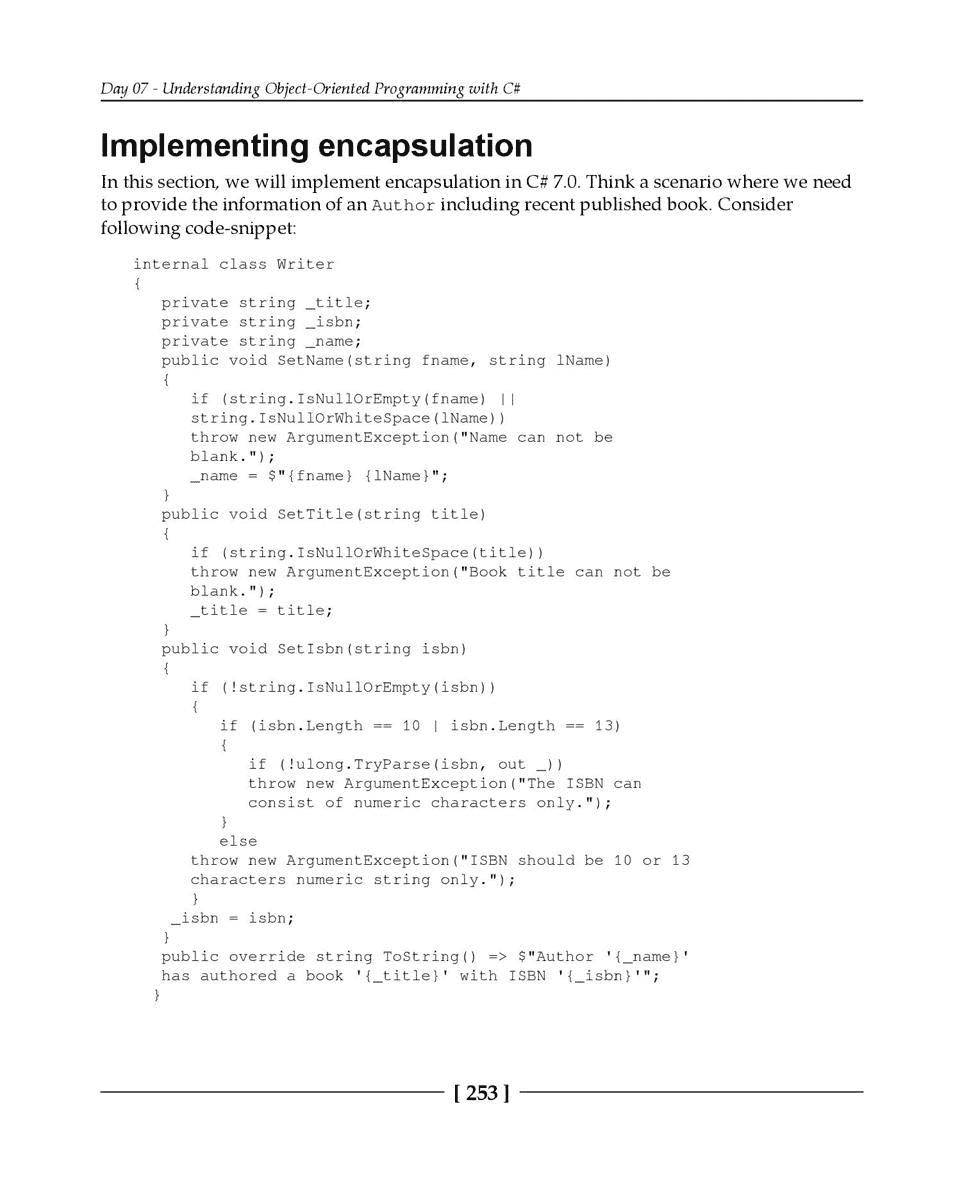 Day 07 - Understanding Object-Oriented Programming with C#
Implementing encapsulation
In this section, we will implement encapsulation in C# 7.0. Think a scenario where we need
to provide the information of an Author including recent published book. Consider
following code-snippet:
internal class Writer
{
private string _title;
private string _isbn;
private string _name;
public void SetName(string fname, string lName)
{
if (string.IsNullOrEmpty(fname) ||
string.IsNullOrWhiteSpace(lName))
throw new ArgumentException("Name can not be
blank.");
_name = $"{fname} {lName}";
}
public void SetTitle(string title)
{
if (string.IsNullOrWhiteSpace(title))
throw new ArgumentException("Book title can not be
blank.");
_title = title;
}
public void SetIsbn(string isbn)
{
if (!string.IsNullOrEmpty(isbn))
{
if (isbn.Length == 10 | isbn.Length == 13)
{
if (!ulong.TryParse(isbn, out _))
throw new ArgumentException("The ISBN can
consist of numeric characters only.");
}
else
throw new ArgumentException("ISBN should be 10 or 13
characters numeric string only.");
}
_isbn = isbn;
}
public override string ToString() => $"Author '{_name}'
has authored a book '{_title}' with ISBN '{_isbn}'";
}
[ 253 ]